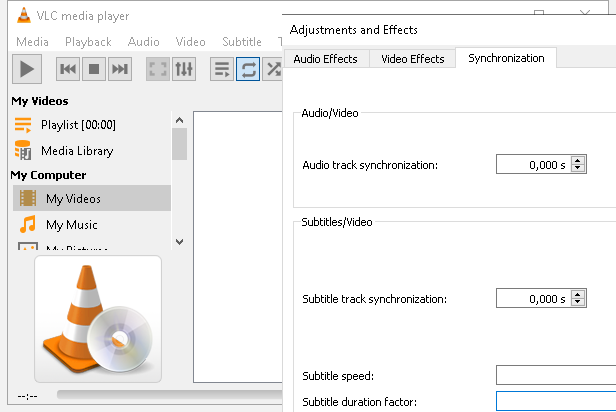 VLC media player
Media Playback Audio Video Subtitle
My Videos
Playlist [00:00]
Media Library
My Computer
My Videos
My Music
My Pictures
--:--
Adjustments and Effects
Audio Effects Video Effects Synchronization
Audio/Video
Audio track synchronization: 0,000 s
Subtitles/Video
Subtitle track synchronization: 0,000 s
Subtitle speed:
Subtitle duration factor: